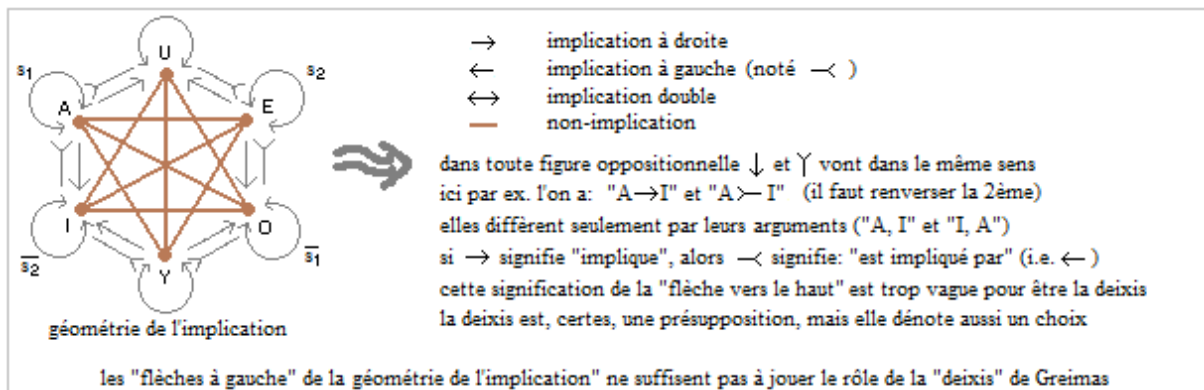 U
s1
s2
A
E
I
O
s̅2
s̅1
Y
géométrie de l'implication
→ implication à droite
← implication à gauche (noté ⤙ )
↔ implication double
— non-implication
dans toute figure oppositionnelle ↓ et Y vont dans le même sens
ici par ex. l'on a: "A→I" et "A≻I" (il faut renverser la 2ème)
elles diffèrent seulement par leurs arguments ("A, I" et "I, A")
si → signifie "implique", alors ⤙ signifie: "est impliqué par" (i.e. ← )
cette signification de la "flèche vers le haut" est trop vague pour être la deixis
la deixis est, certes, une présupposition, mais elle dénote aussi un choix
les "flèches à gauche" de la géométrie de l'implication" ne suffisent pas à jouer le rôle de la "deixis" de Greimas